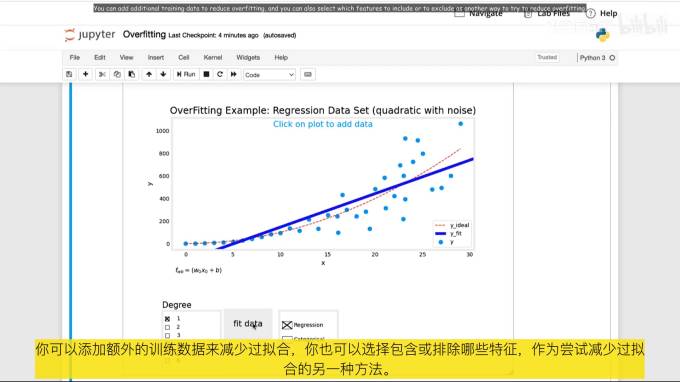 You can add additional training data to reduce overfitting, and you can also select which features to include or to exclude as another way to try to reduce overfitting.
Navigate
Lab Files
? Help
bilibili
jupyter Overfitting Last Checkpoint: 4 minutes ago (autosaved)
File Edit View Insert Cell Kernel Widgets Help
Trusted
Python 3
Run
Code
OverFitting Example: Regression Data Set (quadratic with noise)
Click on plot to add data
1000
800
600
400
200
0
y
0 5 10 15 20 25 30
x
y_ideal
y_fit
y
f_wb = (w₀x₀ + b)
Degree
1
2
3
fit data
Regression
Categorical
你可以添加额外的训练数据来减少过拟合，你也可以选择包含或排除哪些特征，作为尝试减少过拟
合的另一种方法。